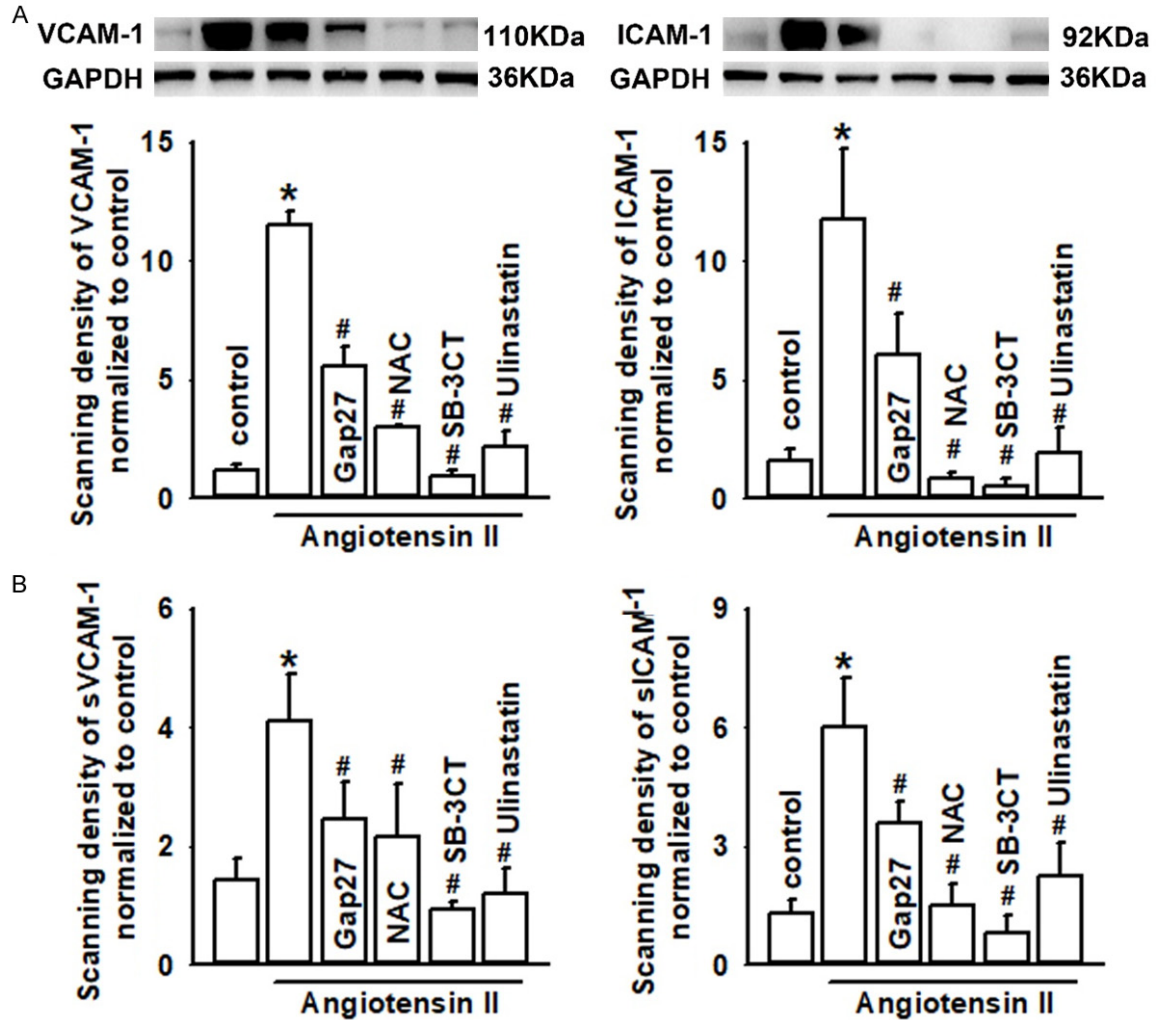 A
VCAM-1 110KDa
GAPDH 36KDa
ICAM-1 92KDa
GAPDH 36KDa
Scanning density of VCAM-1
normalized to control
15
10
5
0
control
*
#
Gap27
# NAC
# SB-3CT
# Ulinastatin
Angiotensin II
Scanning density of ICAM-1
normalized to control
15
10
5
0
control
*
#
Gap27
# NAC
# SB-3CT
# Ulinastatin
Angiotensin II
B
Scanning density of sVCAM-1
normalized to control
6
4
2
0
*
#
Gap27
#
NAC
# SB-3CT
# Ulinastatin
Angiotensin II
Scanning density of sICAM-1
normalized to control
9
6
3
0
control
*
#
Gap27
# NAC
# SB-3CT
# Ulinastatin
Angiotensin II